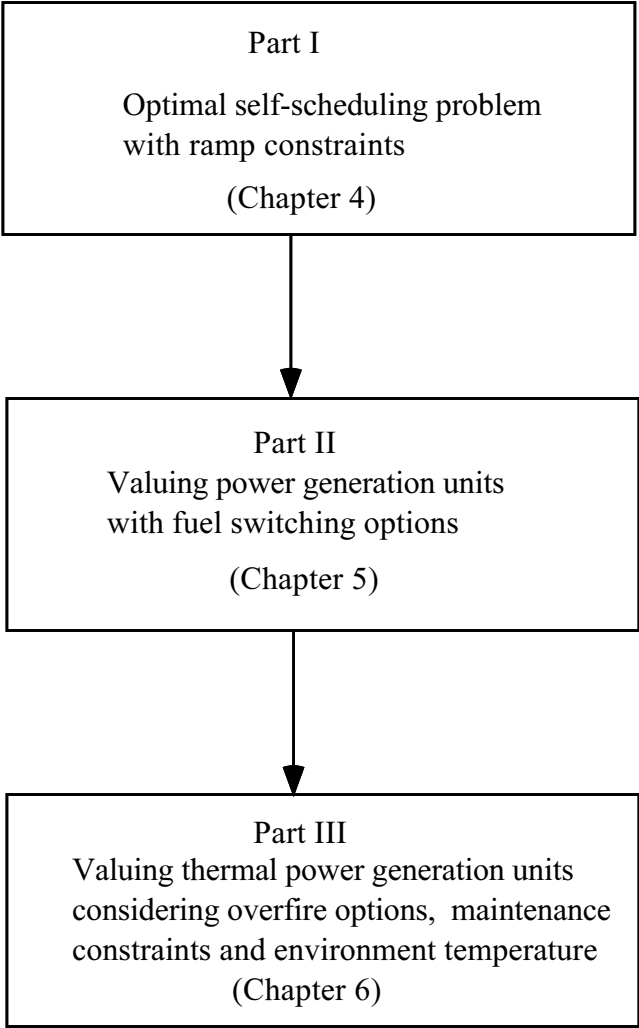 Part I
Optimal self-scheduling problem
with ramp constraints
(Chapter 4)
Part II
Valuing power generation units
with fuel switching options
(Chapter 5)
Part III
Valuing thermal power generation units
considering overfire options, maintenance
constraints and environment temperature
(Chapter 6)